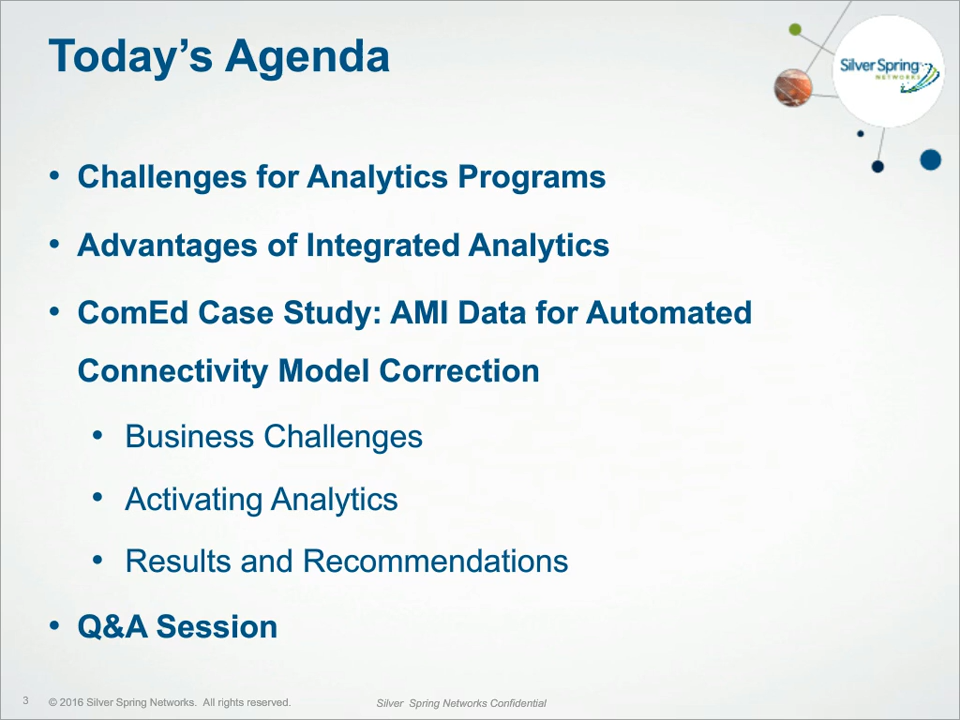 Today’s Agenda
Silver Spring
NETWORKS
• Challenges for Analytics Programs
• Advantages of Integrated Analytics
• ComEd Case Study: AMI Data for Automated
Connectivity Model Correction
• Business Challenges
• Activating Analytics
• Results and Recommendations
• Q&A Session
3 © 2016 Silver Spring Networks. All rights reserved. Silver Spring Networks Confidential